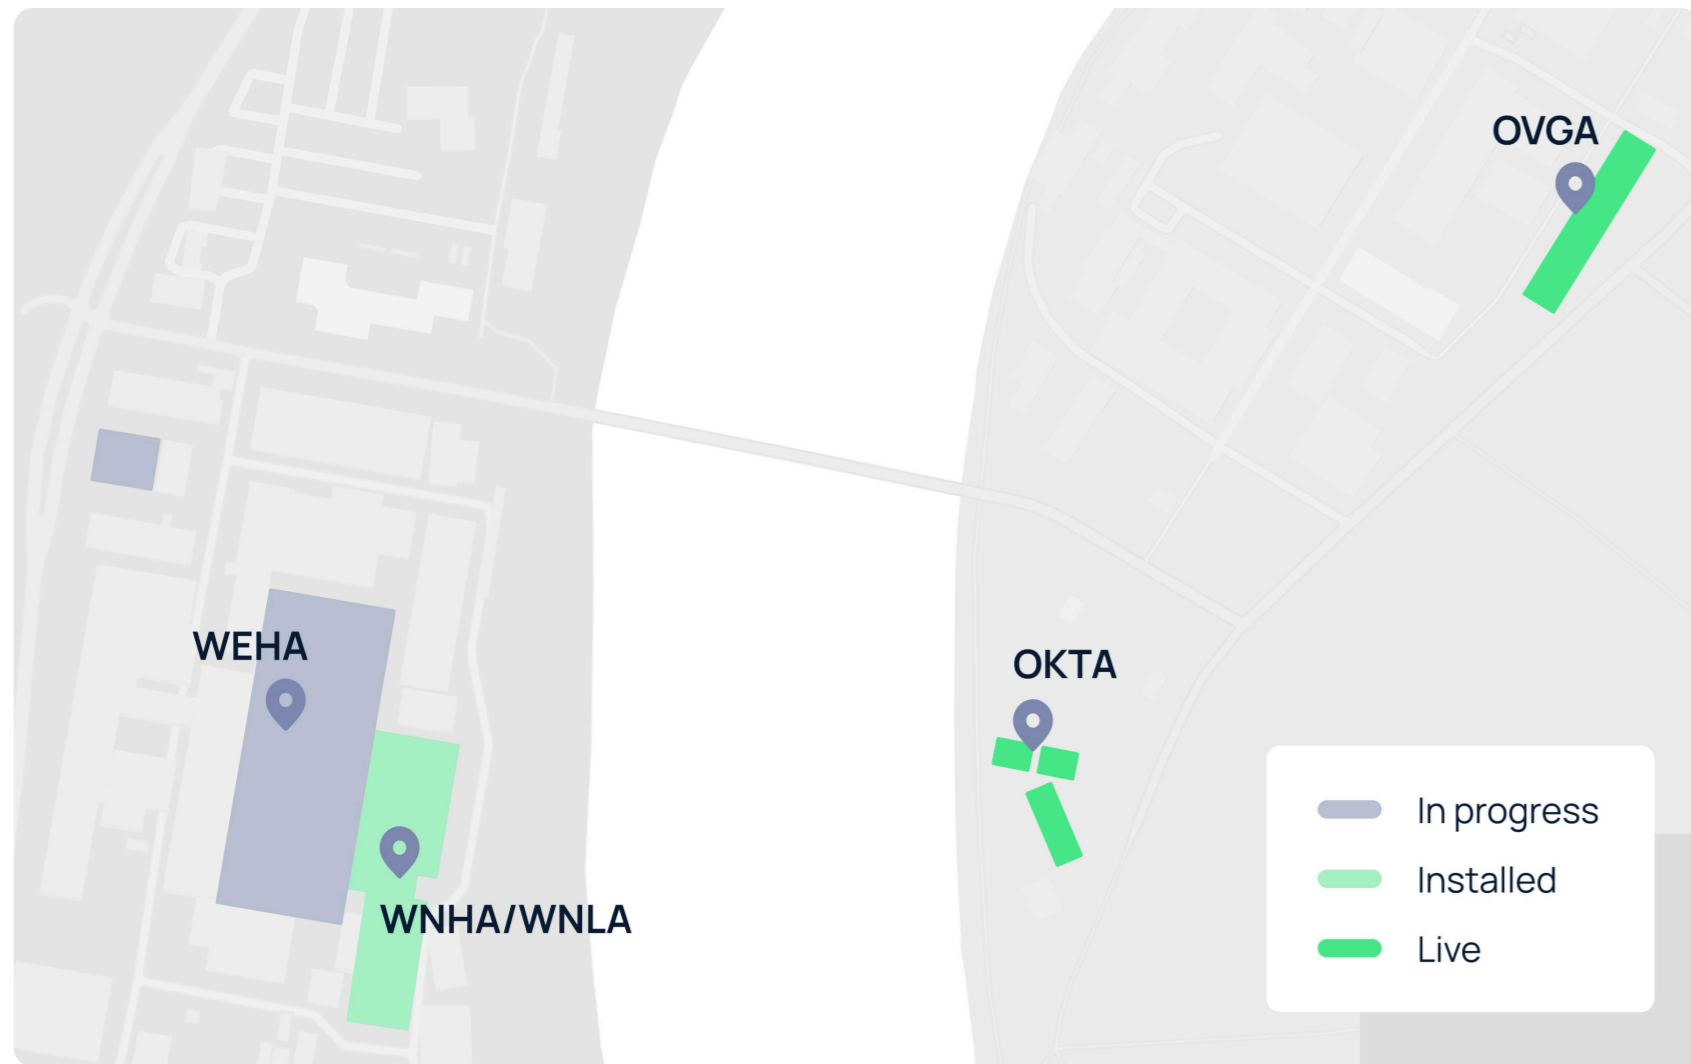 OVGA
WEHA
OKTA
WNHA/WNLA
In progress
Installed
Live